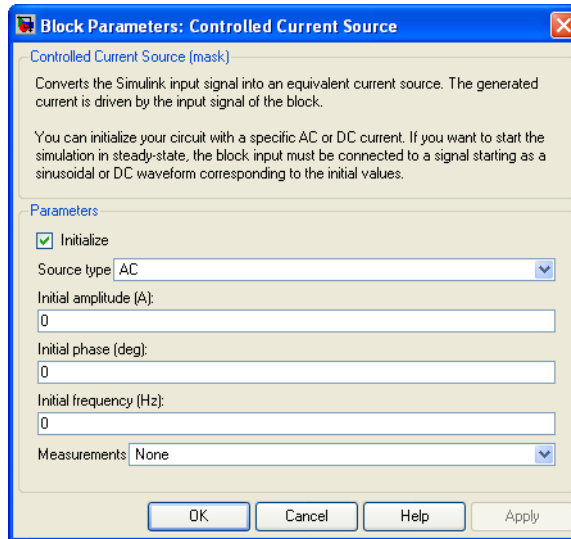 Block Parameters: Controlled Current Source
Controlled Current Source (mask)
Converts the Simulink input signal into an equivalent current source. The generated
current is driven by the input signal of the block.
You can initialize your circuit with a specific AC or DC current. If you want to start the
simulation in steady-state, the block input must be connected to a signal starting as a
sinusoidal or DC waveform corresponding to the initial values.
Parameters
Initialize
Source type AC
Initial amplitude (A):
0
Initial phase (deg):
0
Initial frequency (Hz):
0
Measurements None
OK Cancel Help Apply